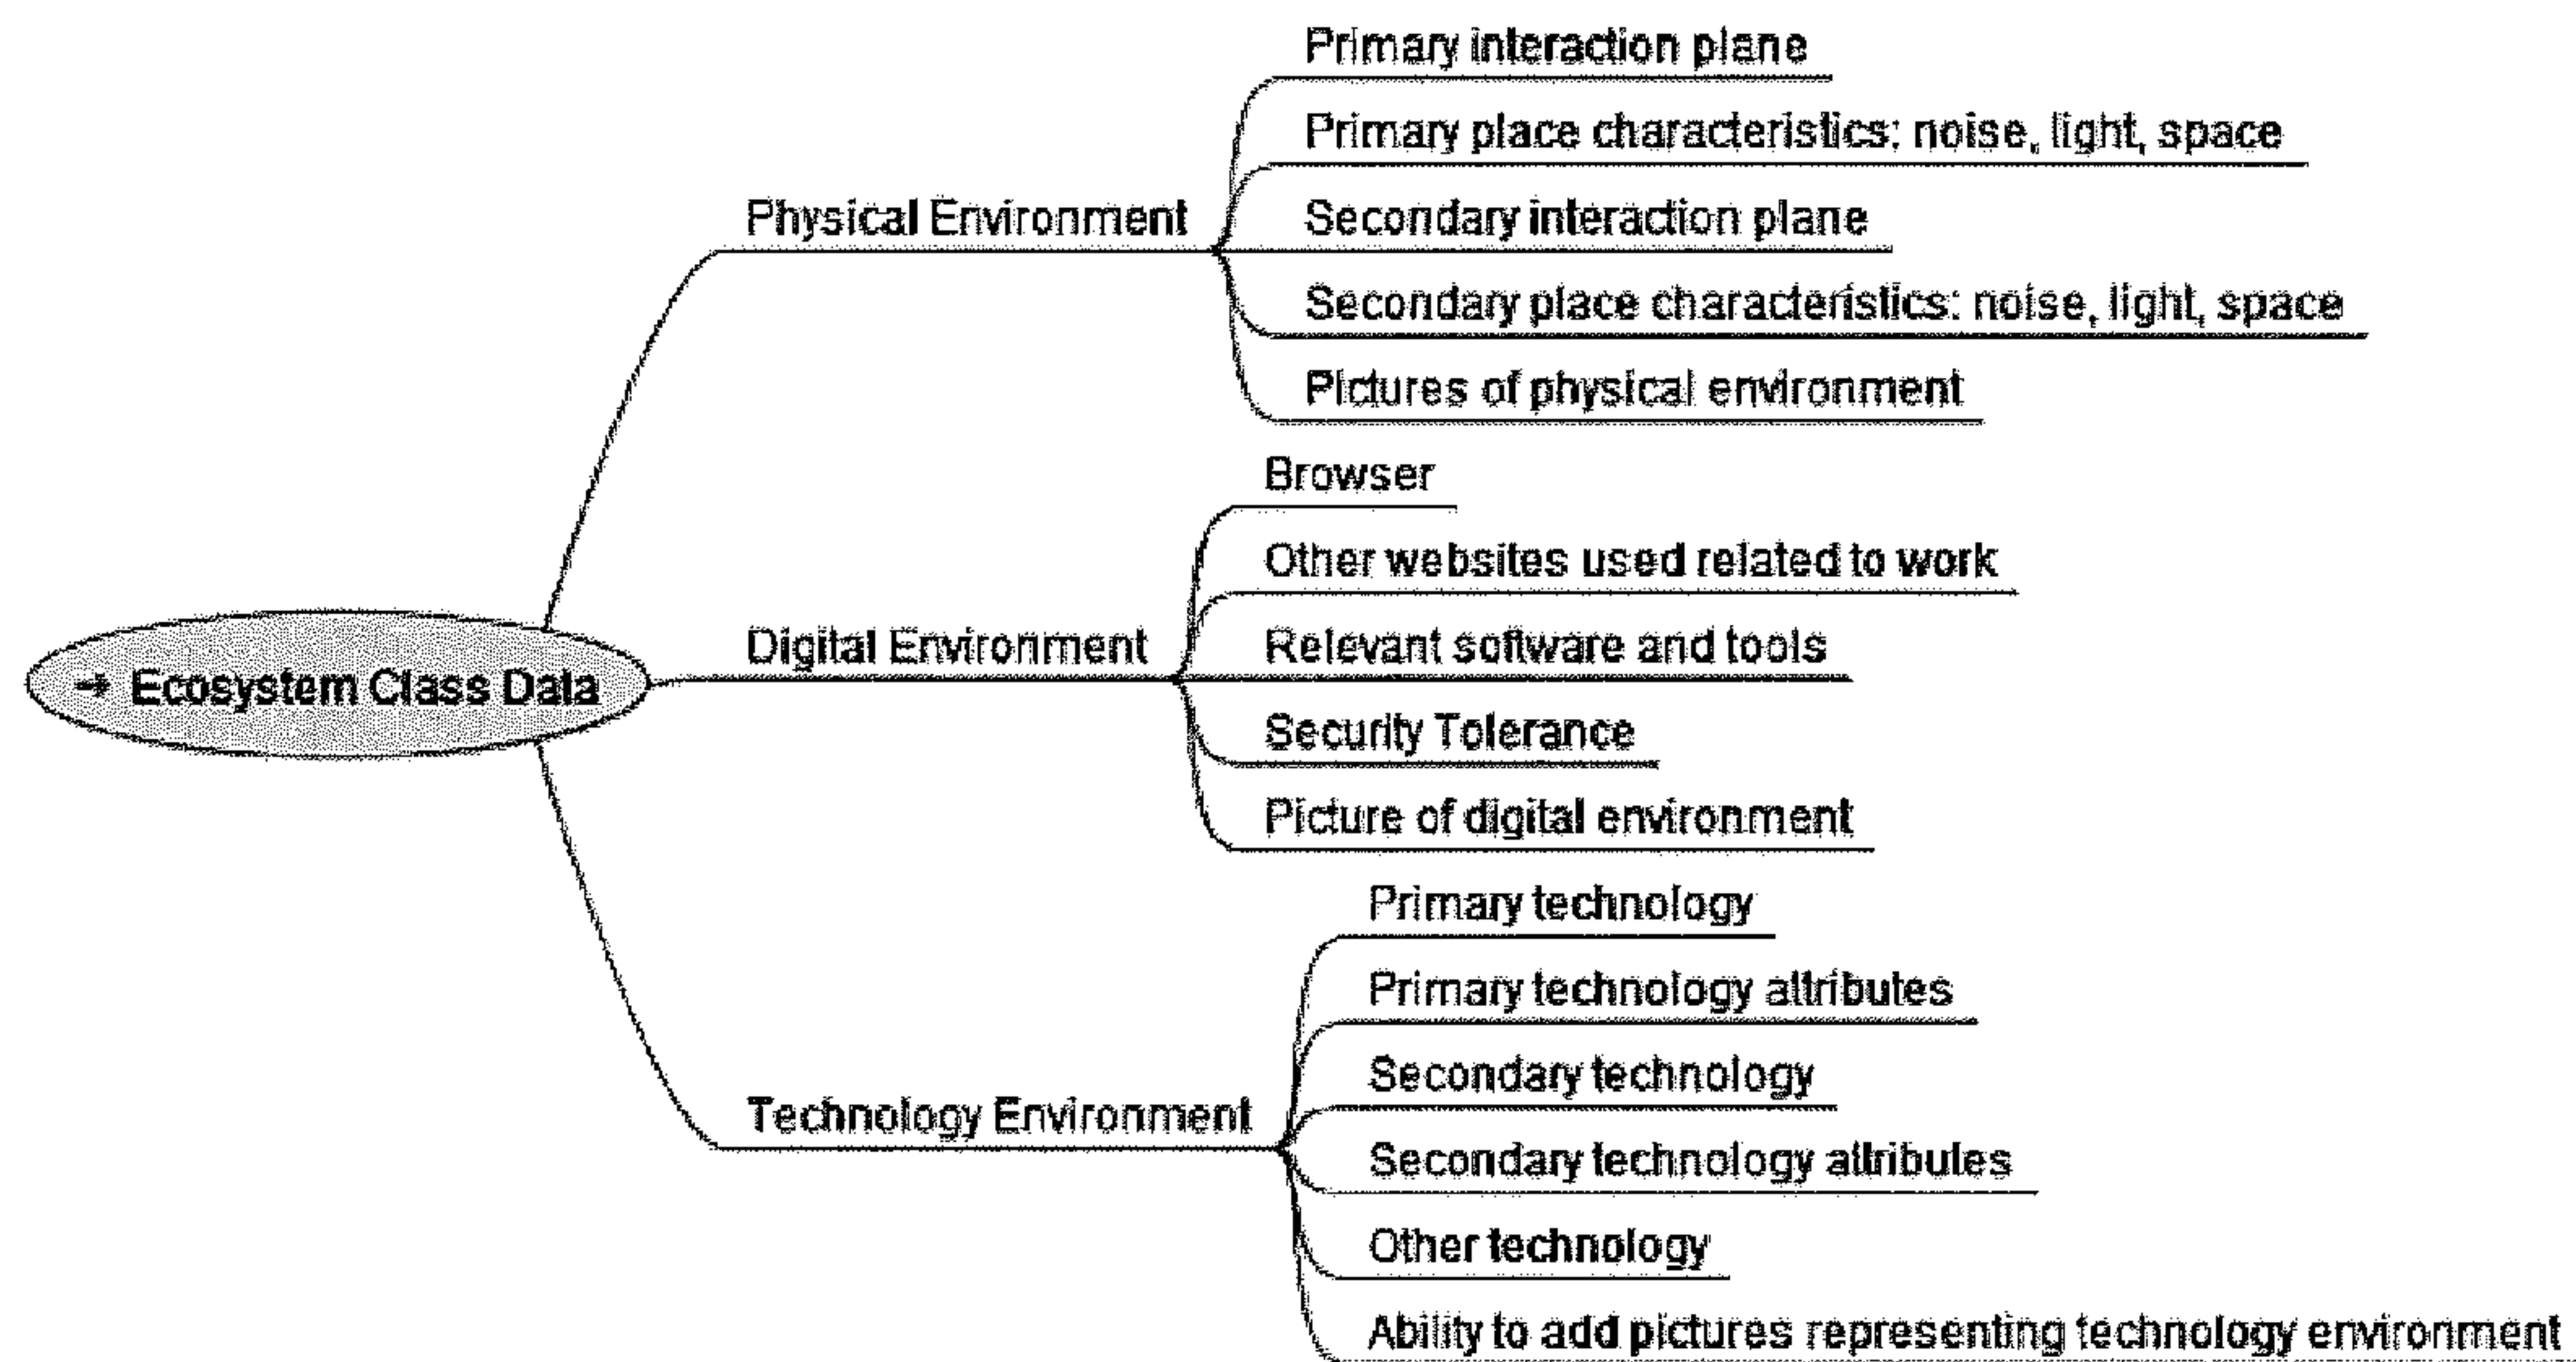 Primary interaction plane
Primary place characteristics: noise, light, space
Physical Environment
Secondary interaction plane
Secondary place characteristics: noise, light, space
Pictures of physical environment
Browser
Other websites used related to work
Digital Environment
Relevant software and tools
→ Ecosystem Class Data
Security Tolerance
Picture of digital environment
Primary technology
Primary technology attributes
Secondary technology
Technology Environment
Secondary technology attributes
Other technology
Ability to add pictures representing technology environment